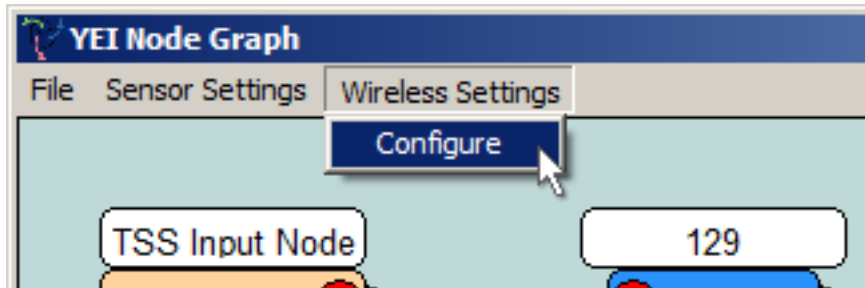 YEI Node Graph
File Sensor Settings Wireless Settings
Configure
TSS Input Node 129